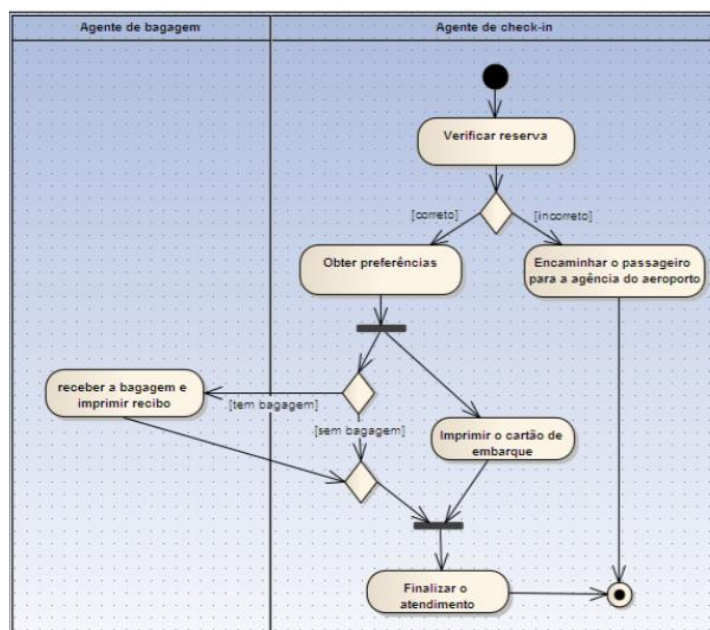 Agente de bagagem
Agente de check-in
Verificar reserva
[correto]
[incorreto]
Obter preferências
Encaminhar o passageiro
para a agência do aeroporto
receber a bagagem e
imprimir recibo
[tem bagagem]
[sem bagagem]
Imprimir o cartão de
embarque
Finalizar o
atendimento